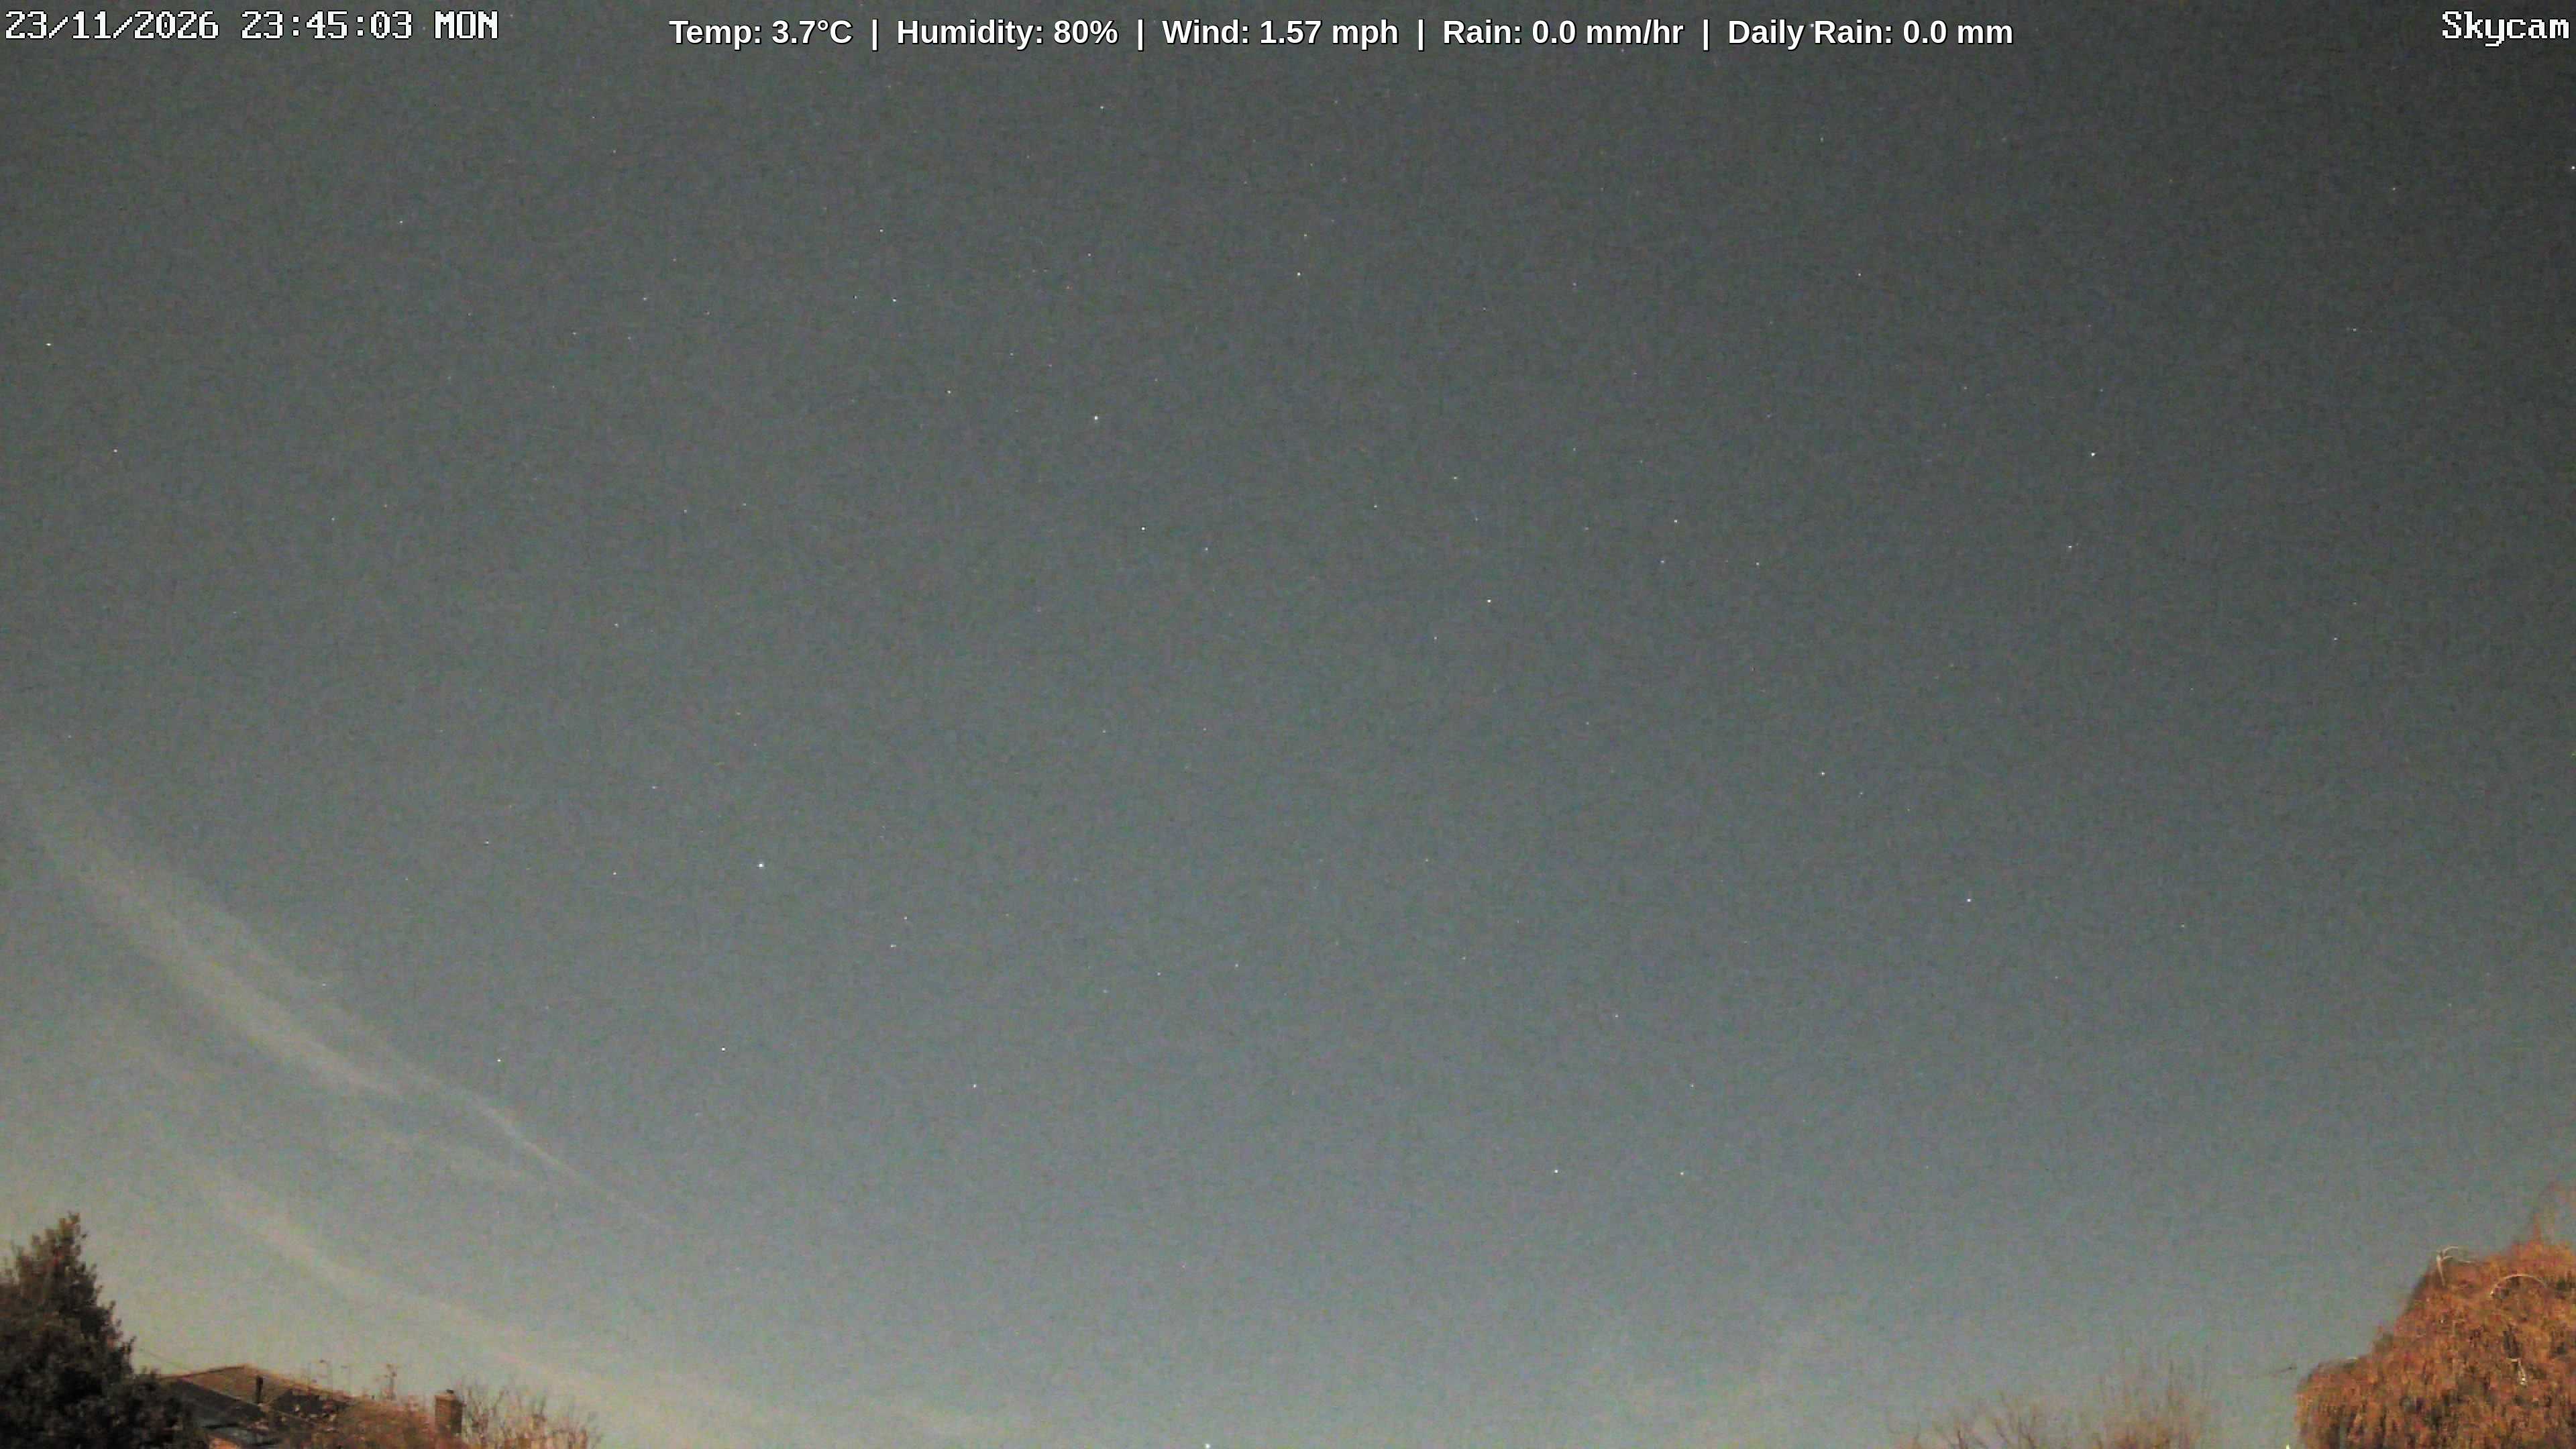 23/11/2026 23:45:03 MON
Temp: 3.7°C | Humidity: 80% | Wind: 1.57 mph | Rain: 0.0 mm/hr | Daily Rain: 0.0 mm
Skycam